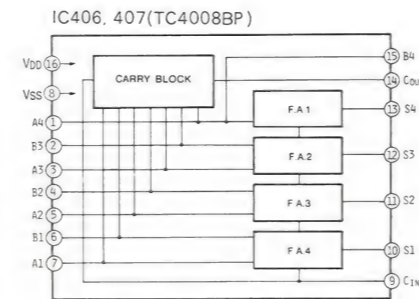 IC406, 407(TC4008BP)
VDD 16
VSS 8
A4 1
B3 2
A3 3
B2 4
A2 5
B1 6
A1 7
CARRY BLOCK
F.A.1
F.A.2
F.A.3
F.A.4
15 B4
14 COU
13 S4
12 S3
11 S2
10 S1
9 CIN